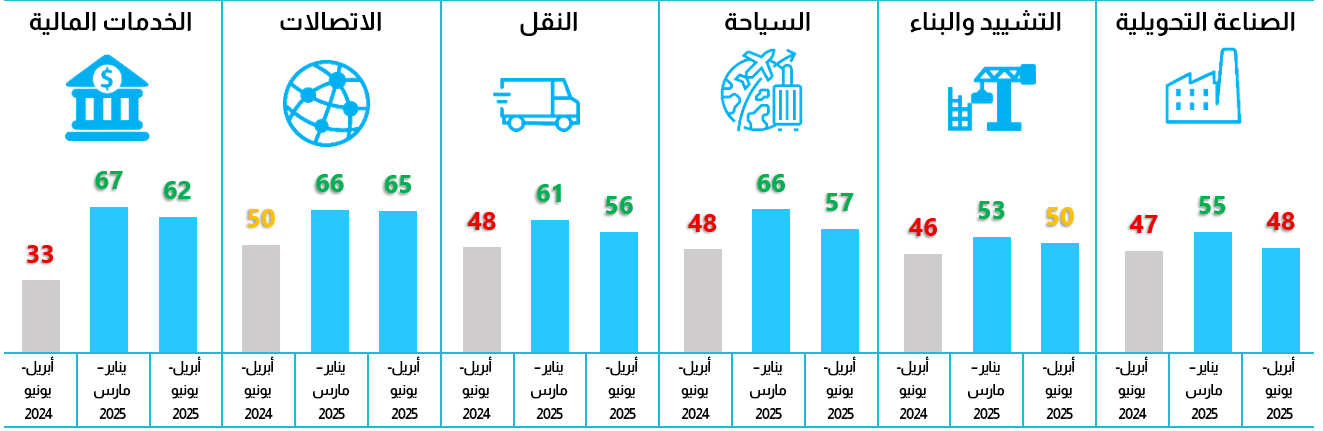 الصناعة التحويلية
55
48
47
أبريل-
يونيو
2025
يناير –
مارس
2025
أبريل-
يونيو
2024
التشييد والبناء
53
50
46
أبريل-
يونيو
2025
يناير –
مارس
2025
أبريل-
يونيو
2024
السياحة
66
57
48
أبريل-
يونيو
2025
يناير –
مارس
2025
أبريل-
يونيو
2024
النقل
61
56
48
أبريل-
يونيو
2025
يناير –
مارس
2025
أبريل-
يونيو
2024
الاتصالات
66
65
50
أبريل-
يونيو
2025
يناير –
مارس
2025
أبريل-
يونيو
2024
الخدمات المالية
$
67
62
33
أبريل-
يونيو
2025
يناير –
مارس
2025
أبريل-
يونيو
2024